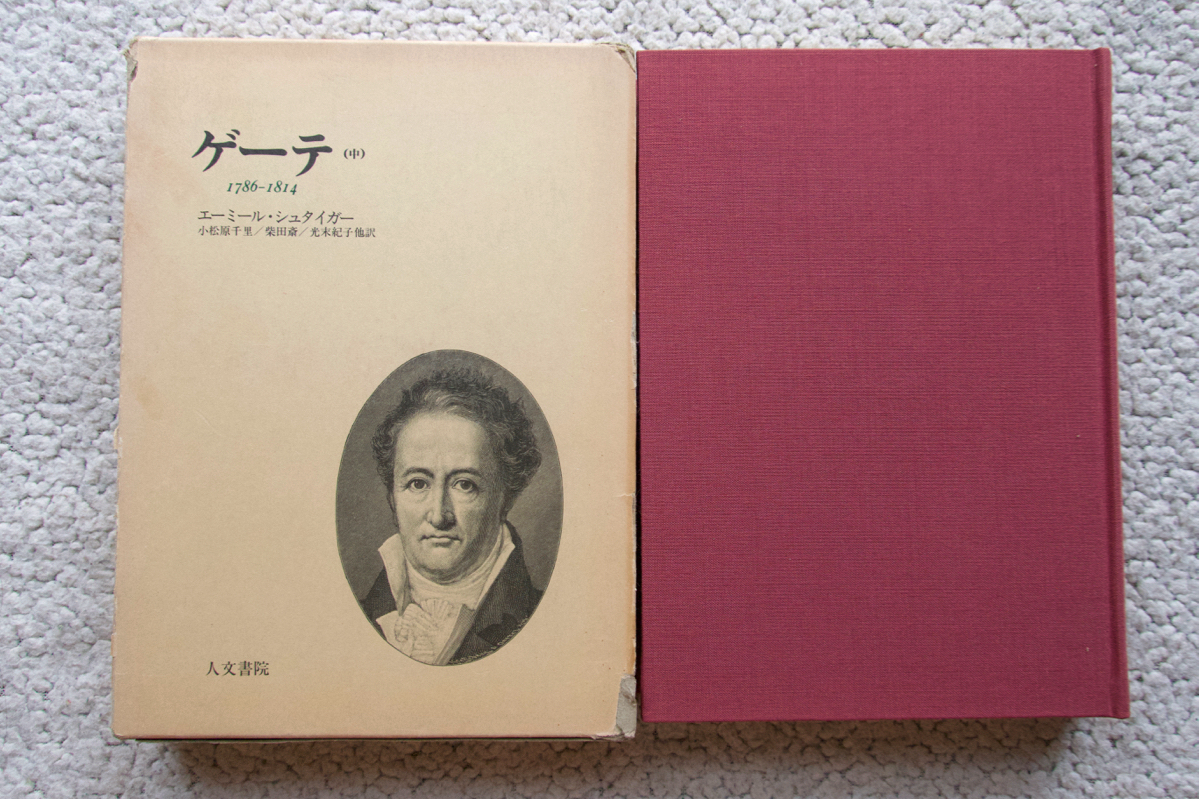 ゲーテ（中）
1786-1814
エーミール・シュタイガー
小松原千里／柴田斎／光末紀子他訳
人文書院